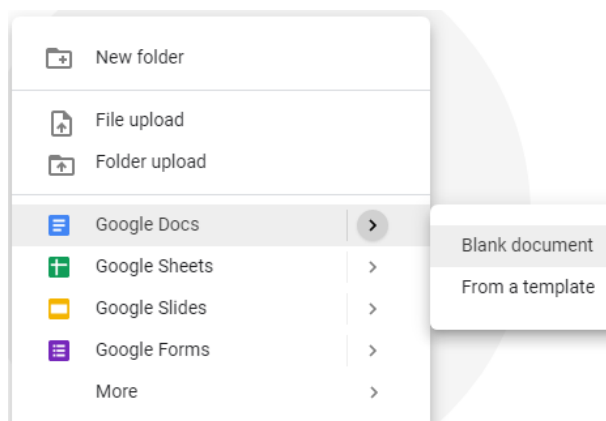 New folder
File upload
Folder upload
Google Docs
Google Sheets
Google Slides
Google Forms
More
Blank document
From a template